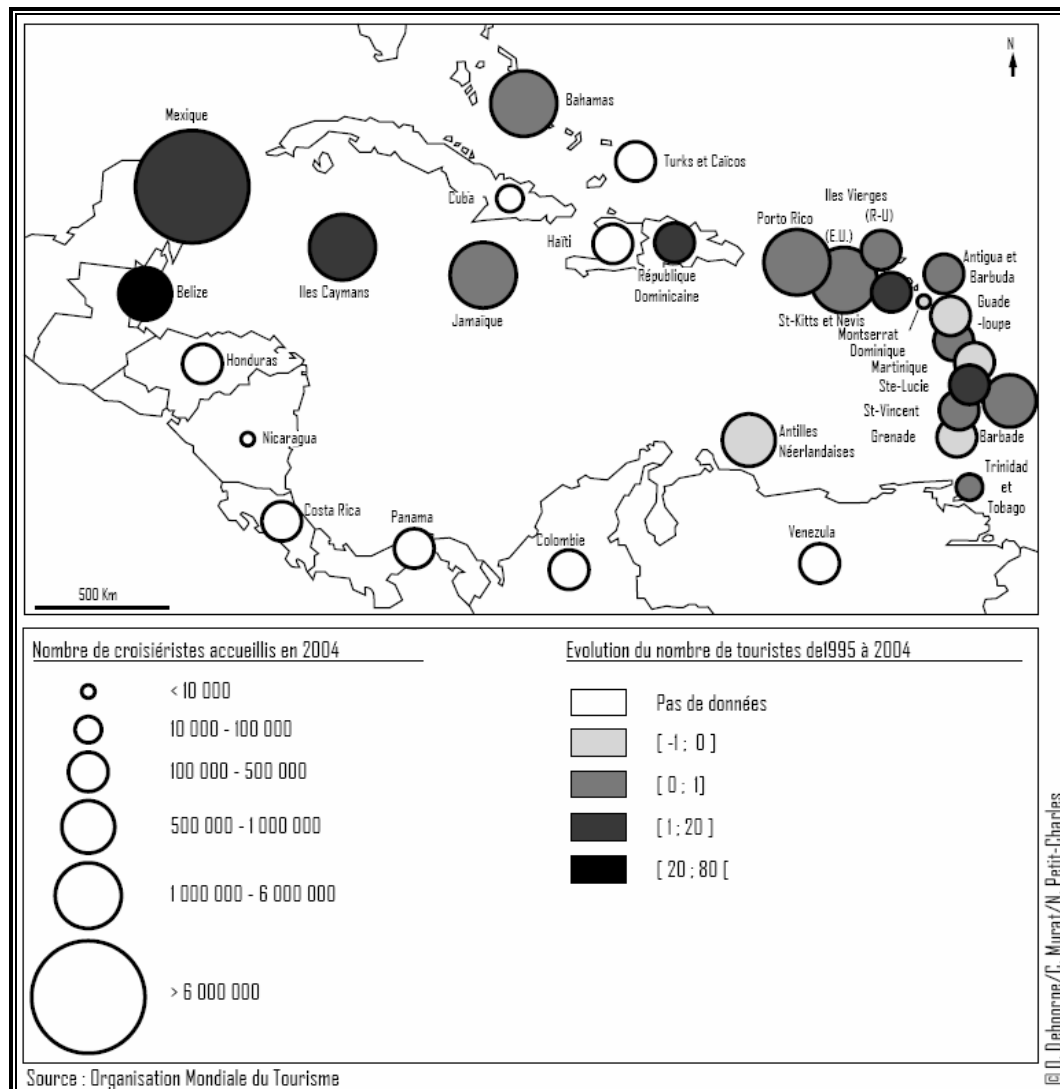 N
Mexique
Bahamas
Turks et Caïcos
Cuba
Iles Vierges
(R-U)
Porto Rico
(E.U.)
Haïti
Antigua et
Barbuda
République
Dominicaine
Belize
Iles Caymans
Jamaïque
Guade
-loupe
St-Kitts et Nevis
Montserrat
Dominique
Martinique
Ste-Lucie
Honduras
St-Vincent
Nicaragua
Antilles
Néerlandaises
Grenade
Barbade
Trinidad
et
Tobago
Costa Rica
Panama
Colombie
Venezula
500 Km
Nombre de croisiéristes accueillis en 2004
< 10 000
10 000 - 100 000
100 000 - 500 000
500 000 - 1 000 000
1 000 000 - 6 000 000
> 6 000 000
Evolution du nombre de touristes de1995 à 2004
Pas de données
[ -1 ; 0 ]
[ 0 ; 1]
[ 1 ; 20 ]
[ 20 ; 80 [
Source : Organisation Mondiale du Tourisme
© O. Dehoorne/C. Murat/N. Petit-Charles